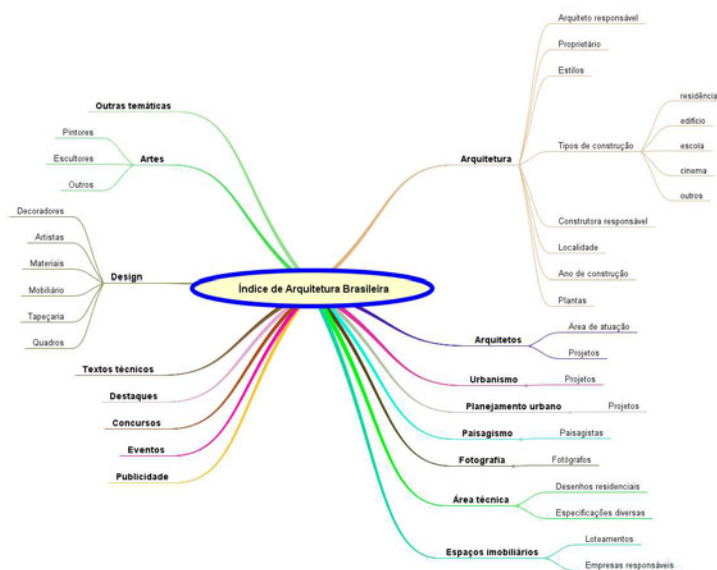 Índice de Arquitetura Brasileira
Outras temáticas
Artes
Pintores
Escultores
Outros
Design
Decoradores
Artistas
Materiais
Mobiliário
Tapeçaria
Quadros
Textos técnicos
Destaques
Concursos
Eventos
Publicidade
Arquitetura
Arquiteto responsável
Proprietário
Estilos
Tipos de construção
residência
edifício
escola
cinema
outros
Construtora responsável
Localidade
Ano de construção
Plantas
Arquitetos
Área de atuação
Projetos
Urbanismo
Projetos
Planejamento urbano
Projetos
Paisagismo
Paisagistas
Fotografia
Fotógrafos
Área técnica
Desenhos residenciais
Especificações diversas
Espaços imobiliários
Loteamentos
Empresas responsáveis